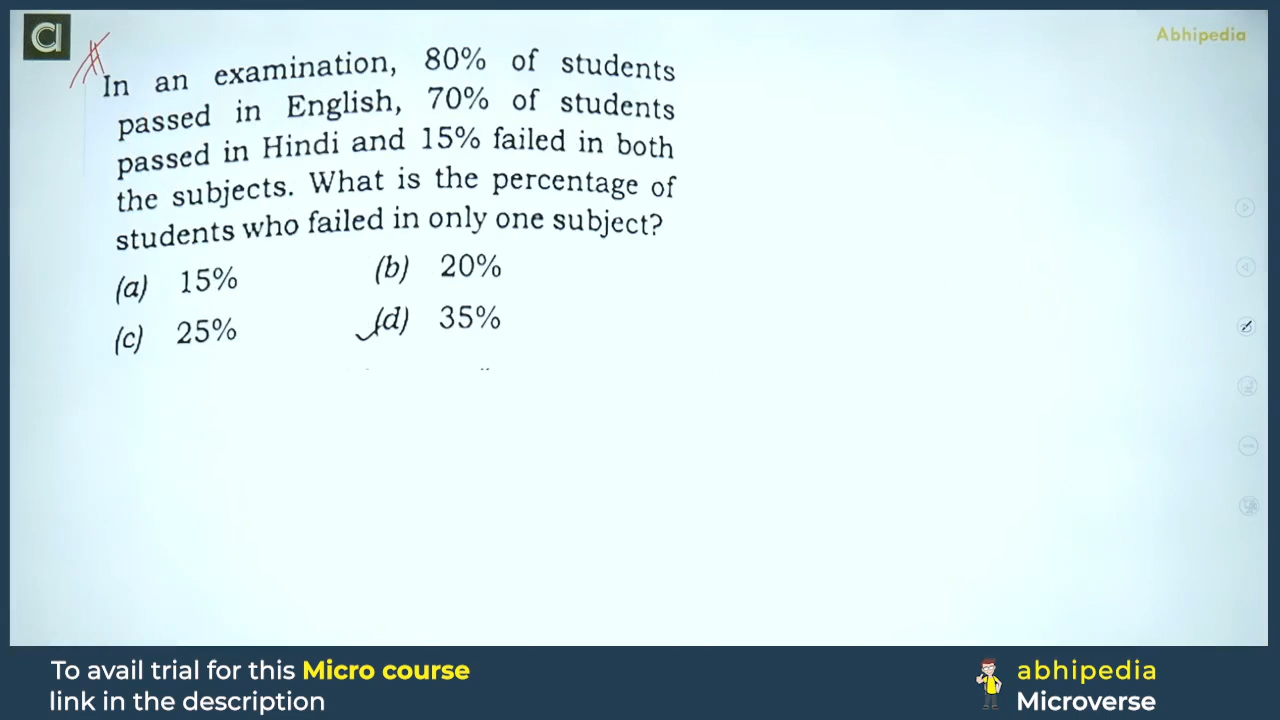 Abhipedia
In an examination, 80% of students
passed in English, 70% of students
passed in Hindi and 15% failed in both
the subjects. What is the percentage of
students who failed in only one subject?
(a) 15% (b) 20%
(c) 25% (d) 35%
To avail trial for this Micro course
link in the description
abhipedia
Microverse